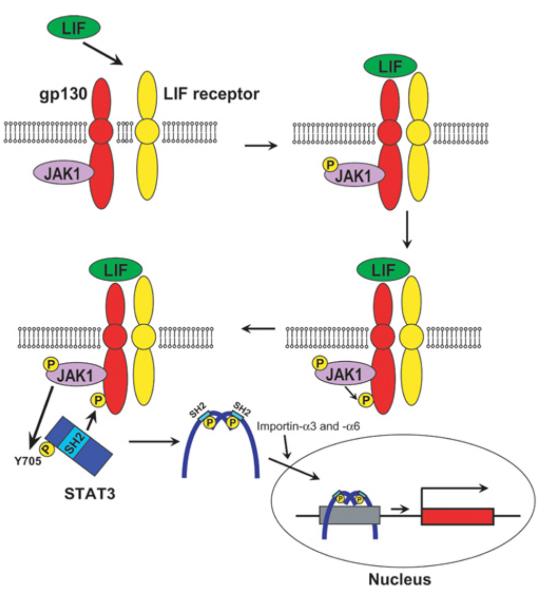 LIF
gp130
LIF receptor
JAK1
LIF
P
JAK1
LIF
P
JAK1
P
LIF
P
JAK1
P
P
SH2
Y705
STAT3
SH2
SH2
P
P
Importin-α3 and -α6
P
P
Nucleus